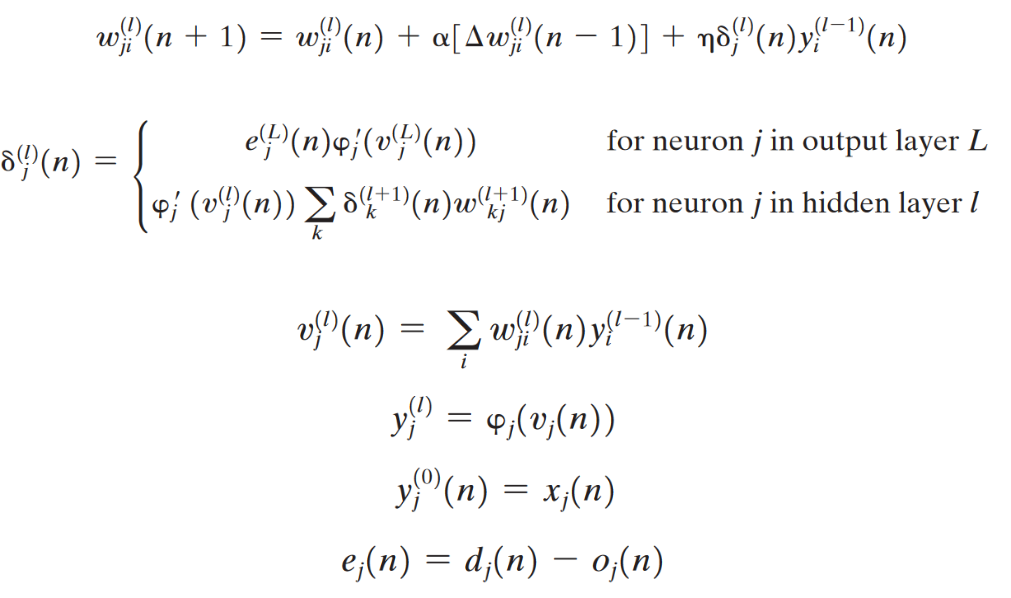 w_{ji}^{(l)}(n + 1) = w_{ji}^{(l)}(n) + α[Δw_{ji}^{(l)}(n − 1)] + ηδ_j^{(l)}(n)y_i^{(l−1)}(n)
δ_j^{(l)}(n) = {
e_j^{(L)}(n)φ_j′(v_j^{(L)}(n)) for neuron j in output layer L
φ_j′(v_j^{(l)}(n)) ∑_k δ_k^{(l+1)}(n)w_{kj}^{(l+1)}(n) for neuron j in hidden layer l
v_j^{(l)}(n) = ∑_i w_{ji}^{(l)}(n)y_i^{(l−1)}(n)
y_j^{(l)} = φ_j(v_j(n))
y_j^{(0)}(n) = x_j(n)
e_j(n) = d_j(n) − o_j(n)